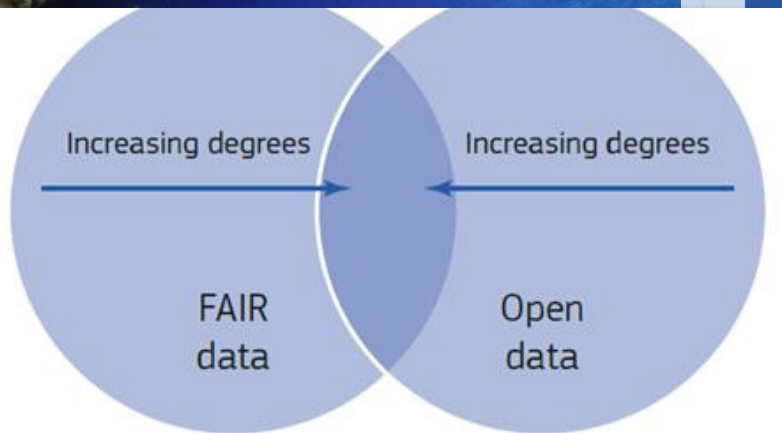 Increasing degrees
Increasing degrees
FAIR
data
Open
data